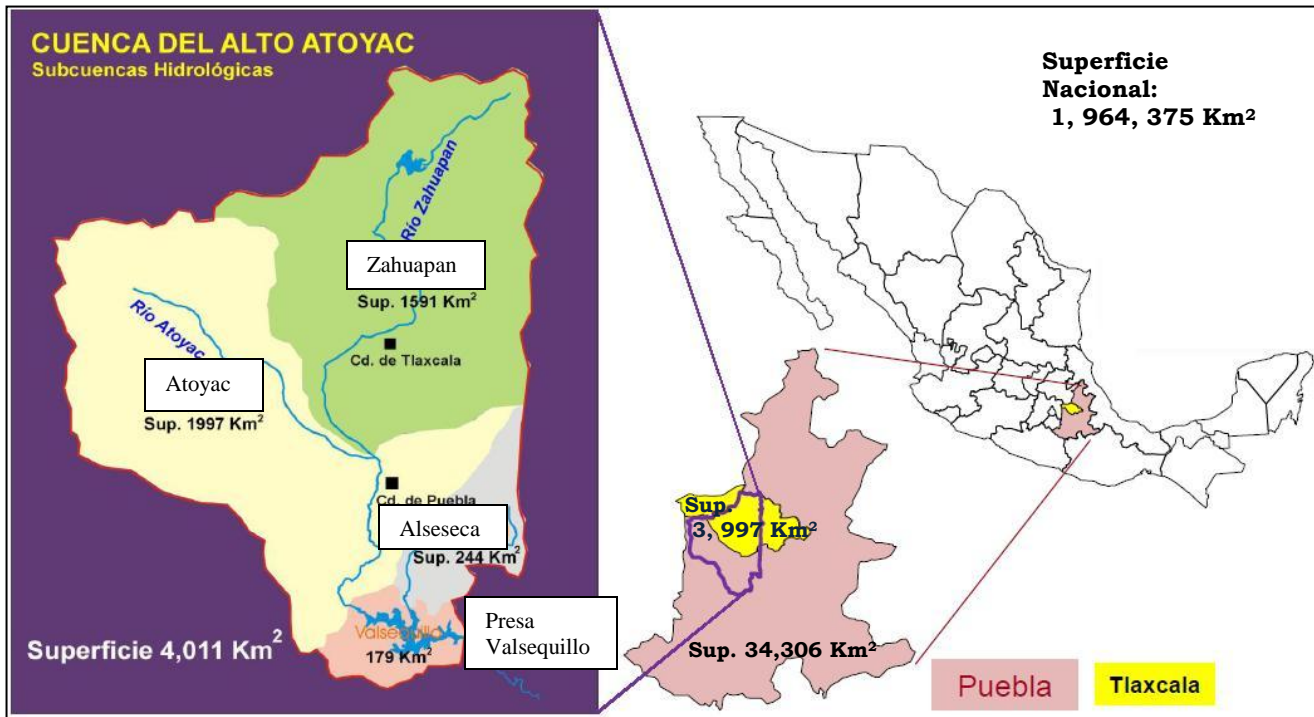 CUENCA DEL ALTO ATOYAC
Subcuencas Hidrológicas
Río Zahuapan
Zahuapan
Sup. 1591 Km²
Cd. de Tlaxcala
Río Atoyac
Atoyac
Sup. 1997 Km²
Cd. de Puebla
Alseseca
Sup. 244 Km²
Presa
Valsequillo
Valsequillo
179 Km²
Superficie 4,011 Km²
Superficie
Nacional:
1, 964, 375 Km²
Sup.
3, 997 Km²
Sup. 34,306 Km²
Puebla
Tlaxcala